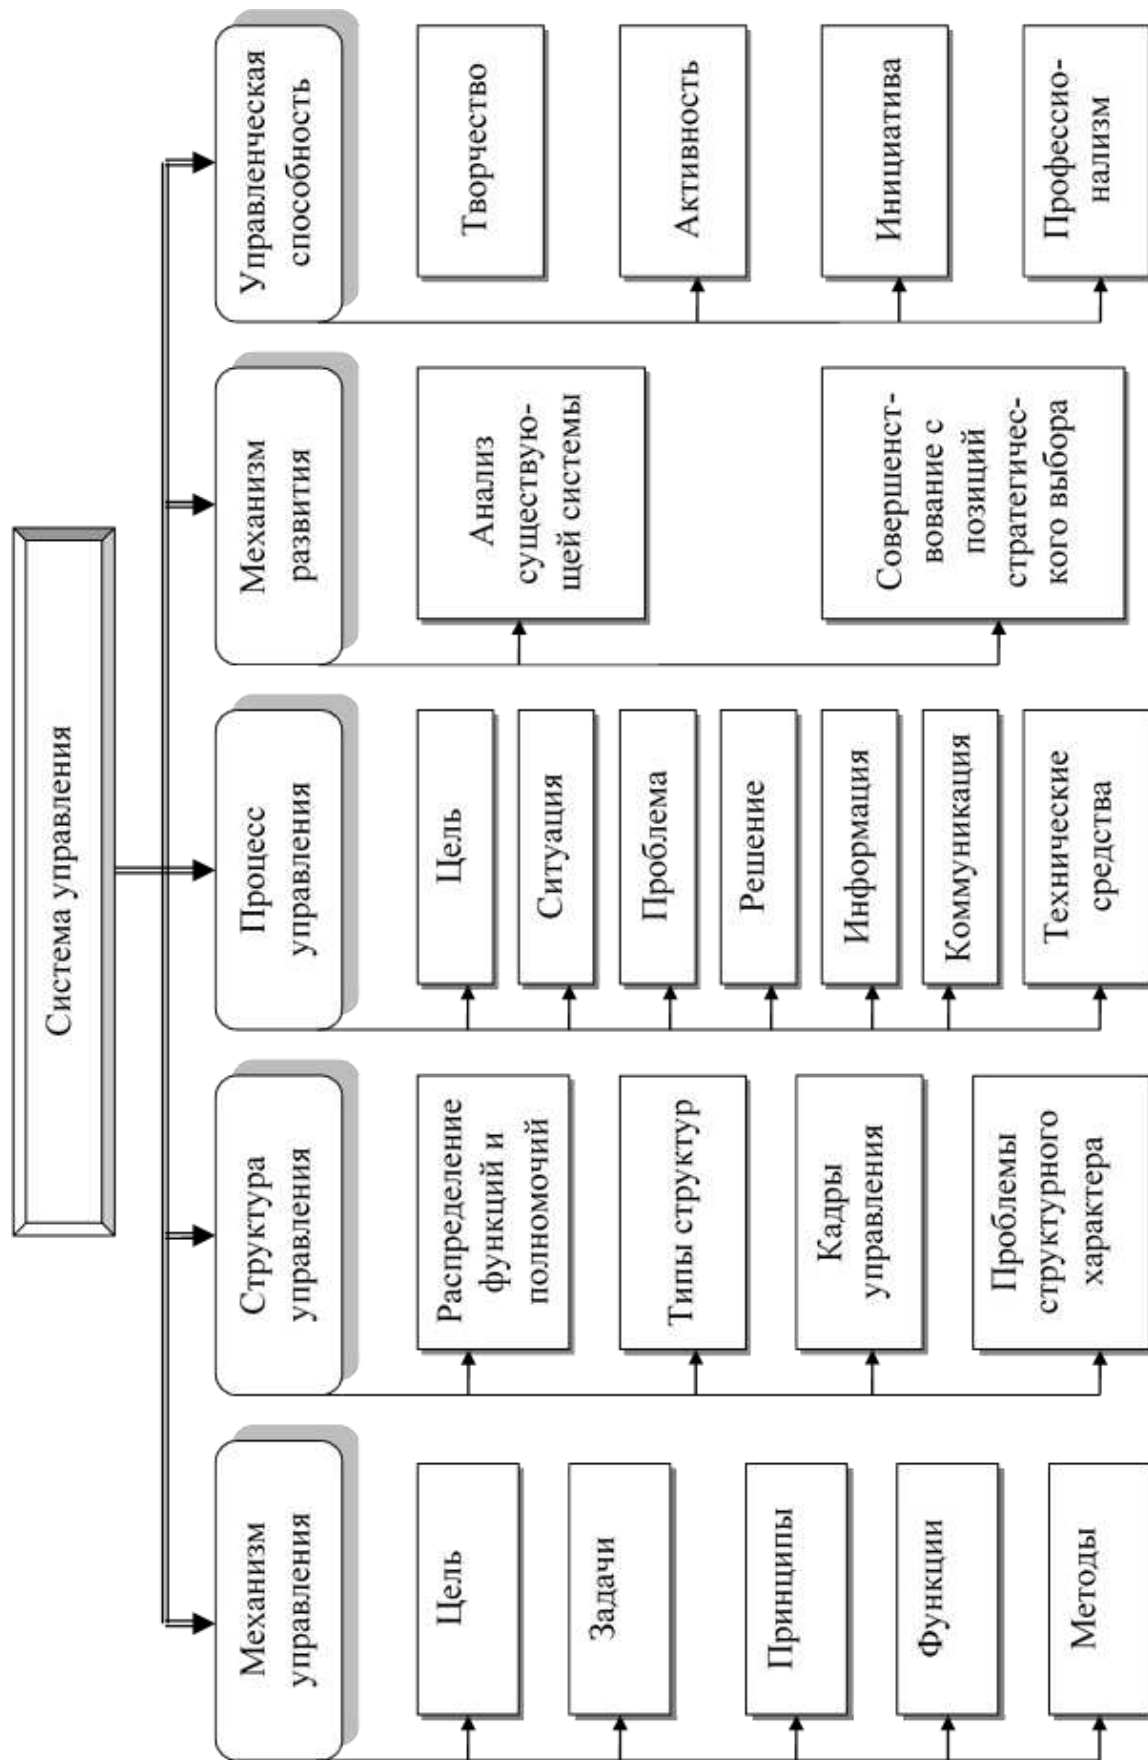 Система управления
Механизм
управления
Цель
Задачи
Принципы
Функции
Методы
Структура
управления
Распределение
функций и
полномочий
Типы структур
Кадры
управления
Проблемы
структурного
характера
Процесс
управления
Цель
Ситуация
Проблема
Решение
Информация
Коммуникация
Технические
средства
Механизм
развития
Анализ
существую-
щей системы
Совершенст-
вование с
позиций
стратегичес-
кого выбора
Управленческая
способность
Творчество
Активность
Инициатива
Профессио-
нализм